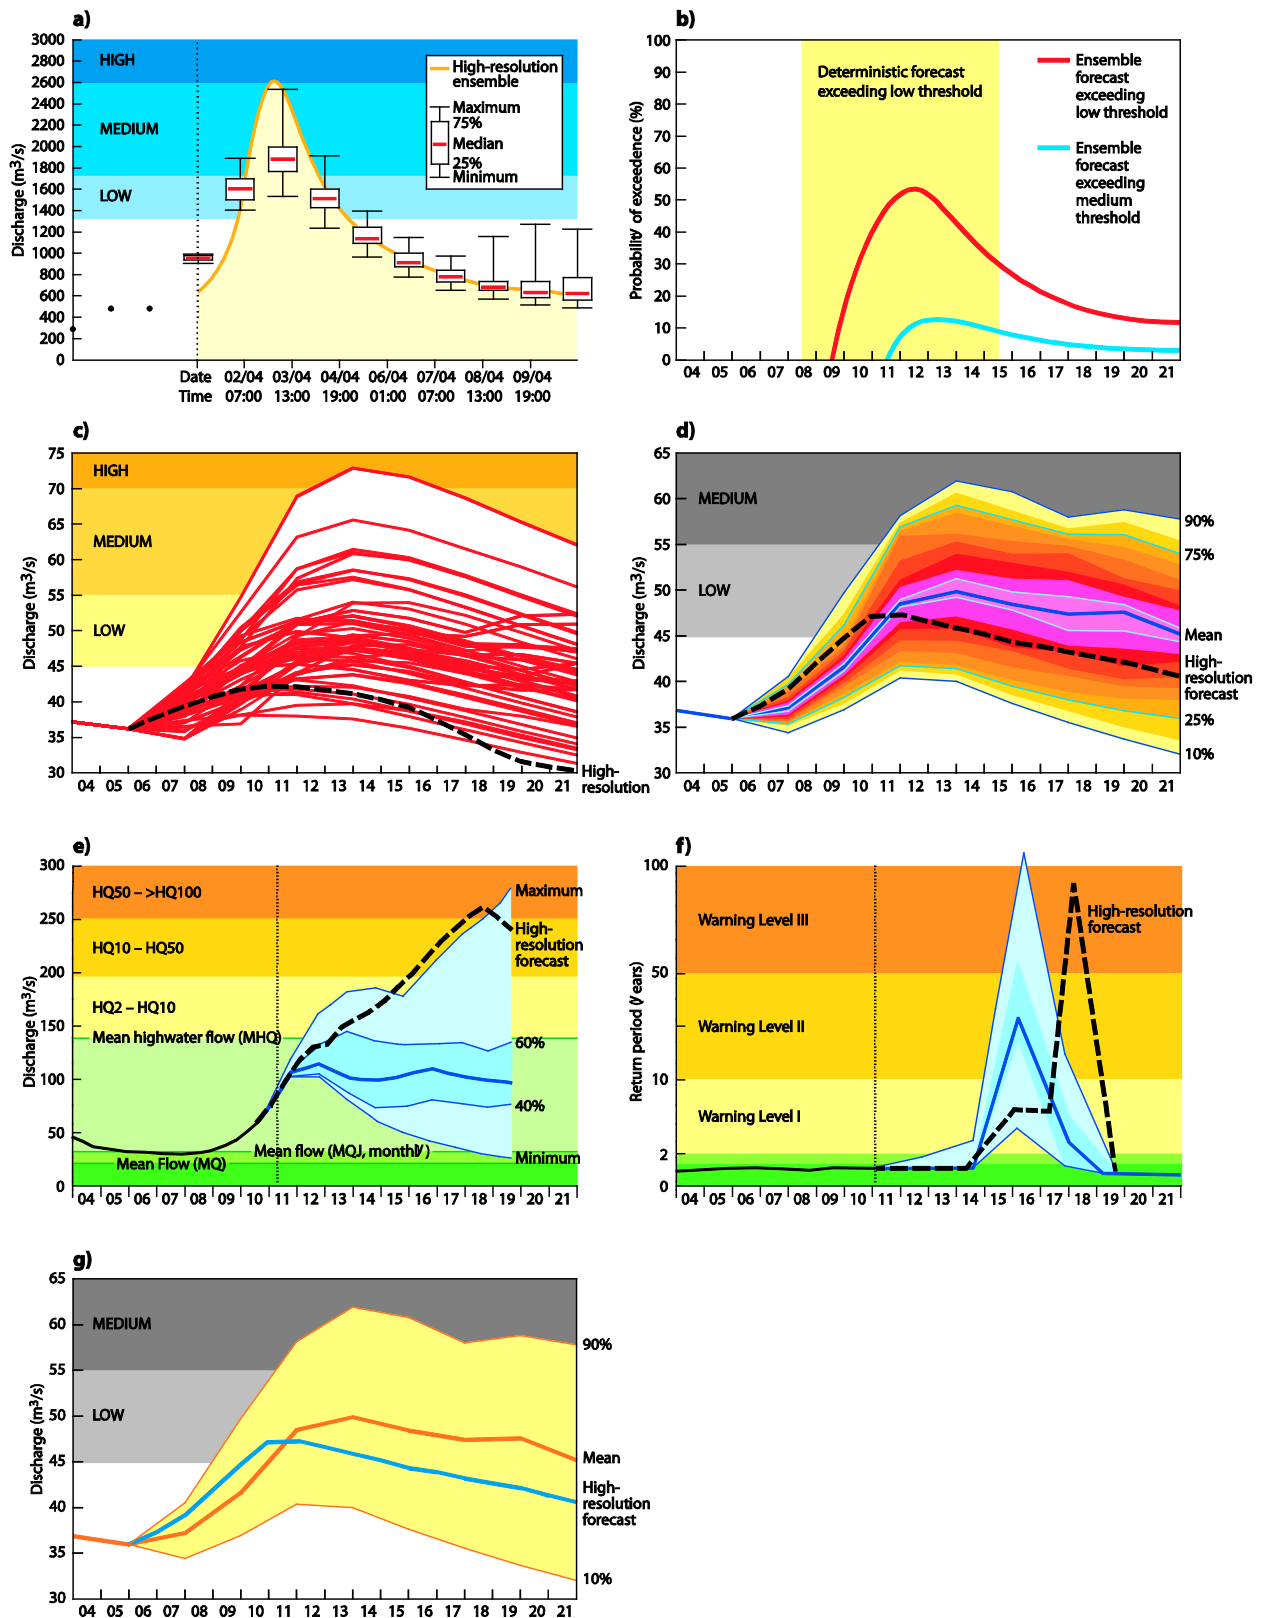 a)
3000
2800
2600
2400
2200
2000
1800
1600
1400
1200
1000
800
600
400
200
0
Discharge (m3/s)
HIGH
MEDIUM
LOW
High-resolution
ensemble
Maximum
75%
Median
25%
Minimum
Date 02/04 03/04 04/04 06/04 07/04 08/04 09/04
Time 07:00 13:00 19:00 01:00 07:00 13:00 19:00
b)
100
90
80
70
60
50
40
30
20
10
0
Probability of exceedence (%)
Deterministic forecast
exceeding low threshold
Ensemble
forecast
exceeding
low threshold
Ensemble
forecast
exceeding
medium
threshold
04 05 06 07 08 09 10 11 12 13 14 15 16 17 18 19 20 21
c)
75
70
65
60
55
50
45
40
35
30
Discharge (m3/s)
HIGH
MEDIUM
LOW
High-
resolution
04 05 06 07 08 09 10 11 12 13 14 15 16 17 18 19 20 21
d)
65
60
55
50
45
40
35
30
Discharge (m3/s)
MEDIUM
LOW
90%
75%
Mean
High-
resolution
forecast
25%
10%
04 05 06 07 08 09 10 11 12 13 14 15 16 17 18 19 20 21
e)
300
250
200
150
100
50
0
Discharge (m3/s)
HQ50 – >HQ100
HQ10 – HQ50
HQ2 – HQ10
Mean highwater flow (MHQ)
Mean flow (MQJ, monthly)
Mean Flow (MQ)
Maximum
High-
resolution
forecast
60%
40%
Minimum
04 05 06 07 08 09 10 11 12 13 14 15 16 17 18 19 20 21
f)
100
50
10
2
0
Return period (years)
Warning Level III
Warning Level II
Warning Level I
High-resolution
forecast
04 05 06 07 08 09 10 11 12 13 14 15 16 17 18 19 20 21
g)
65
60
55
50
45
40
35
30
Discharge (m3/s)
MEDIUM
LOW
90%
Mean
High-
resolution
forecast
10%
04 05 06 07 08 09 10 11 12 13 14 15 16 17 18 19 20 21